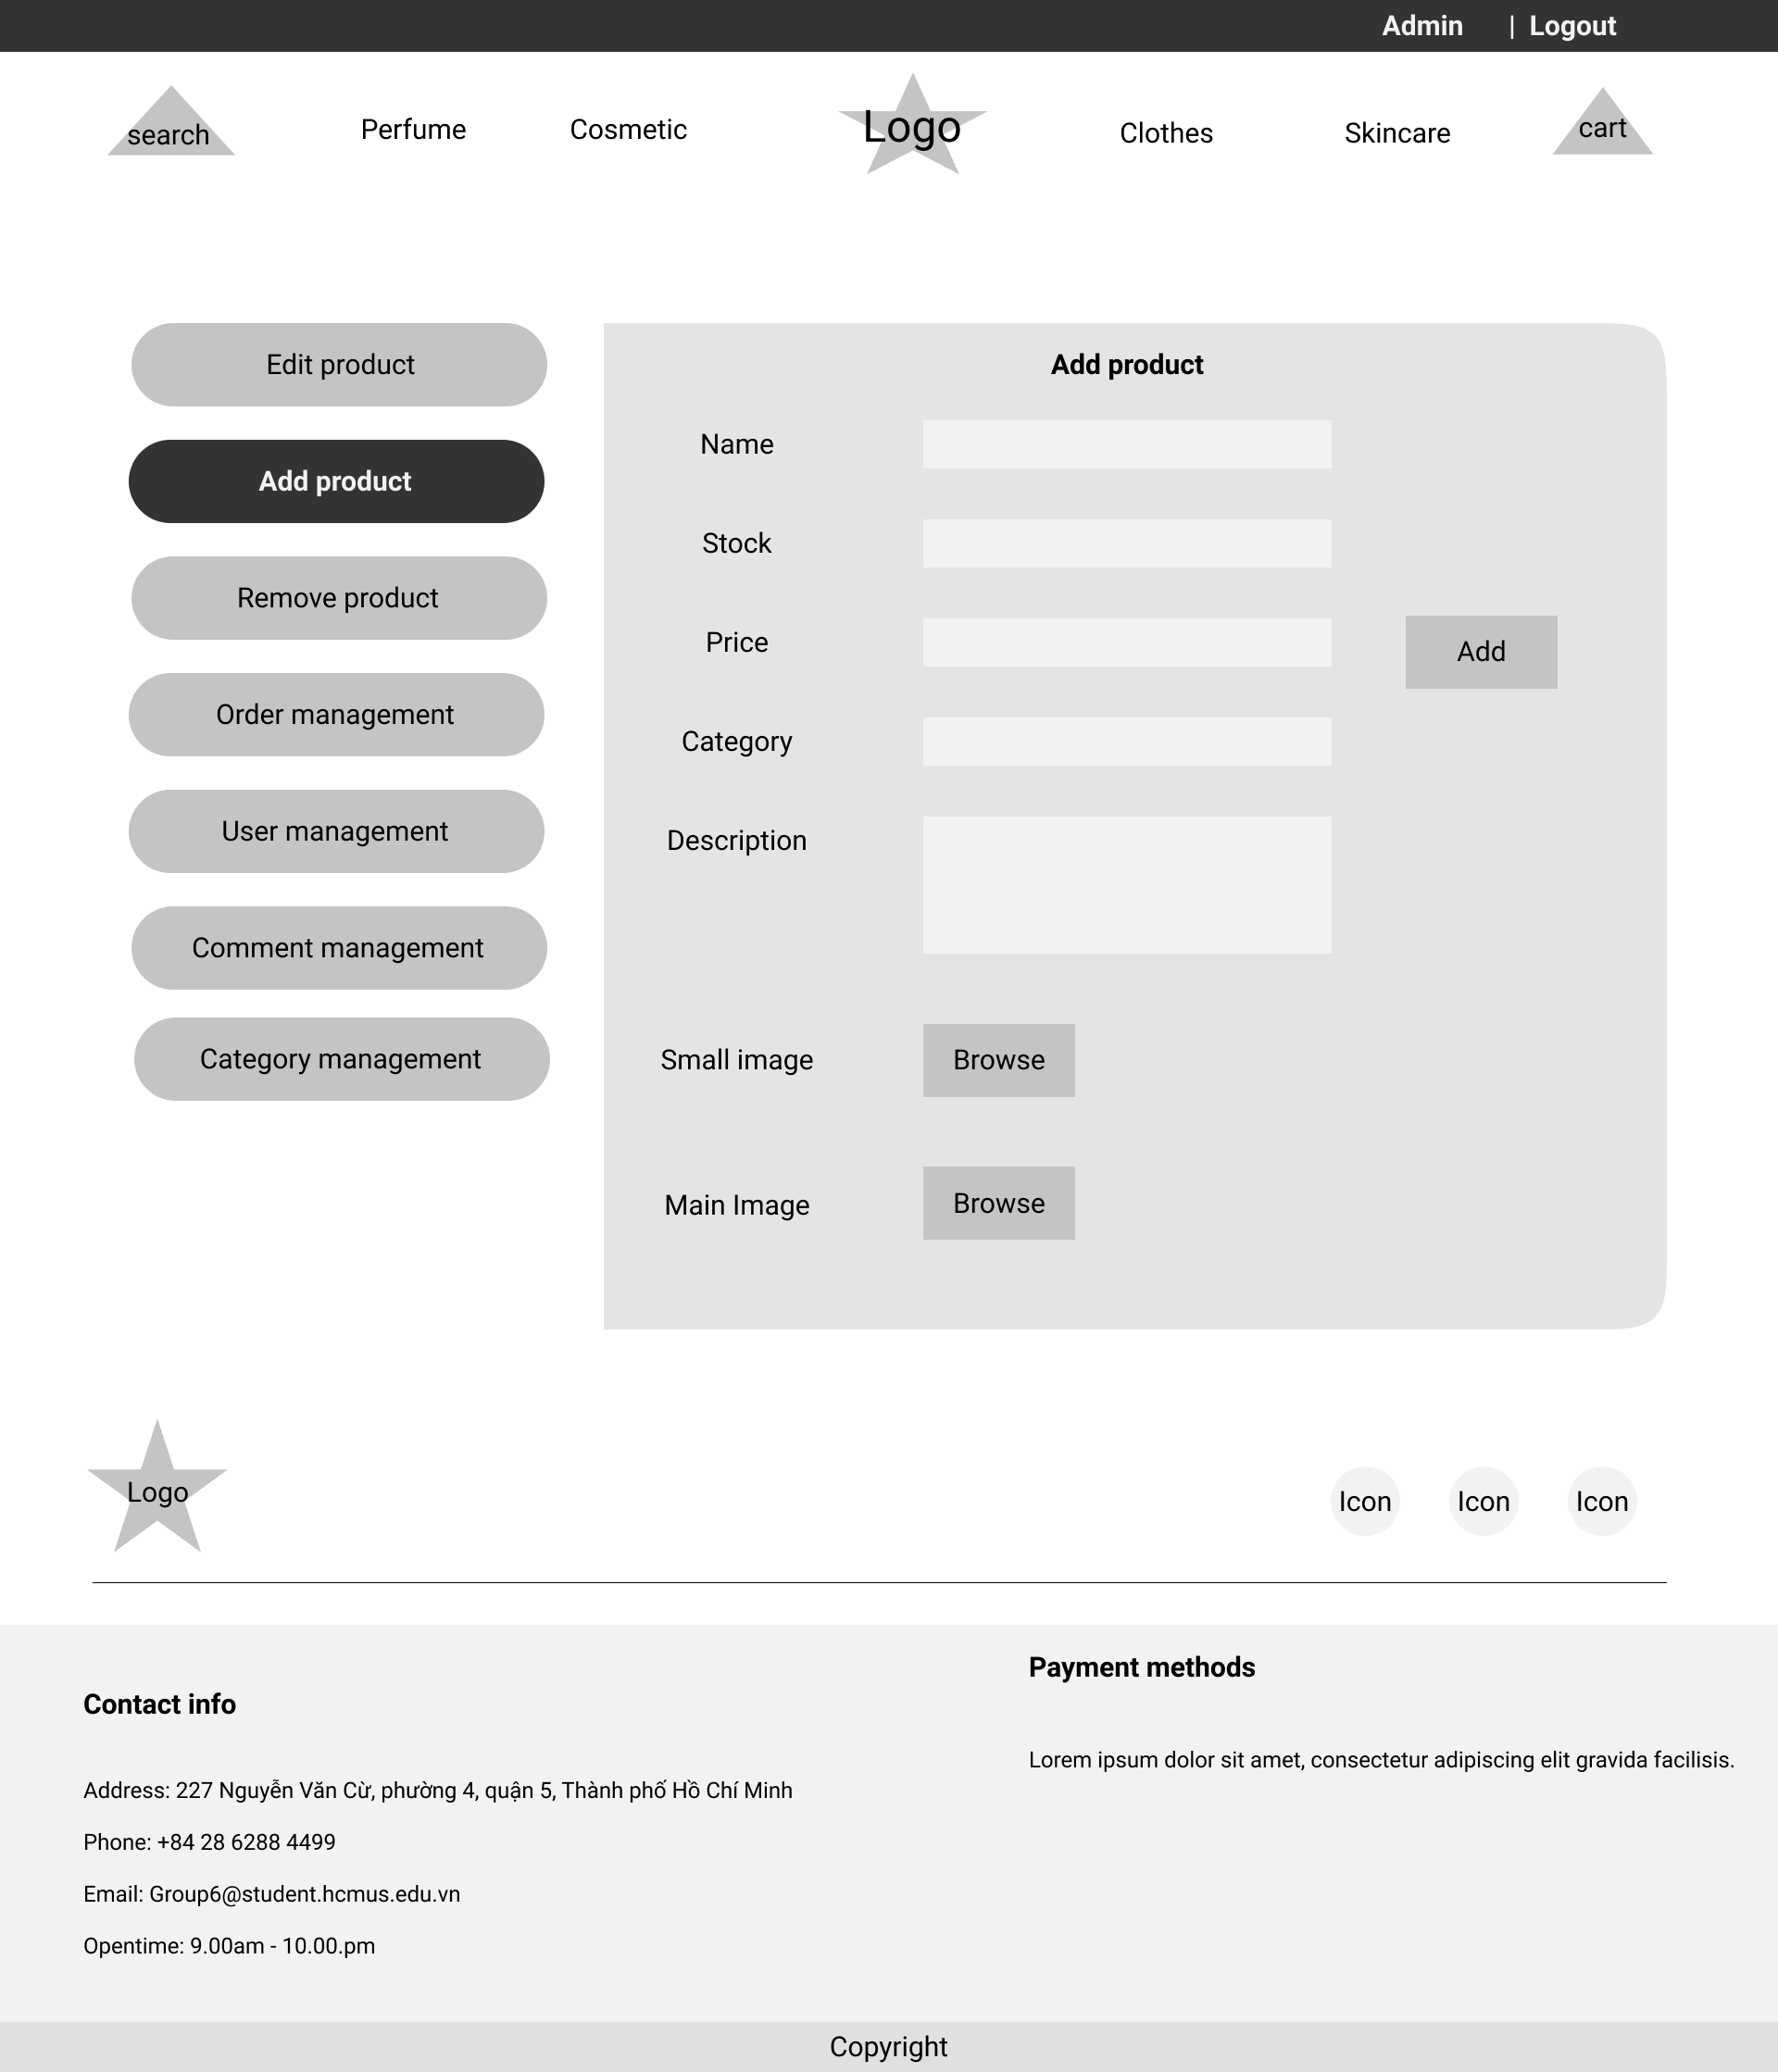 Admin | Logout
search
Perfume
Cosmetic
Logo
Clothes
Skincare
cart
Edit product
Add product
Remove product
Order management
User management
Comment management
Category management
Add product
Name
Stock
Price
Add
Category
Description
Small image
Browse
Main Image
Browse
Logo
Icon
Icon
Icon
Contact info
Address: 227 Nguyễn Văn Cừ, phường 4, quận 5, Thành phố Hồ Chí Minh
Phone: +84 28 6288 4499
Email: Group6@student.hcmus.edu.vn
Opentime: 9.00am - 10.00.pm
Payment methods
Lorem ipsum dolor sit amet, consectetur adipiscing elit gravida facilisis.
Copyright